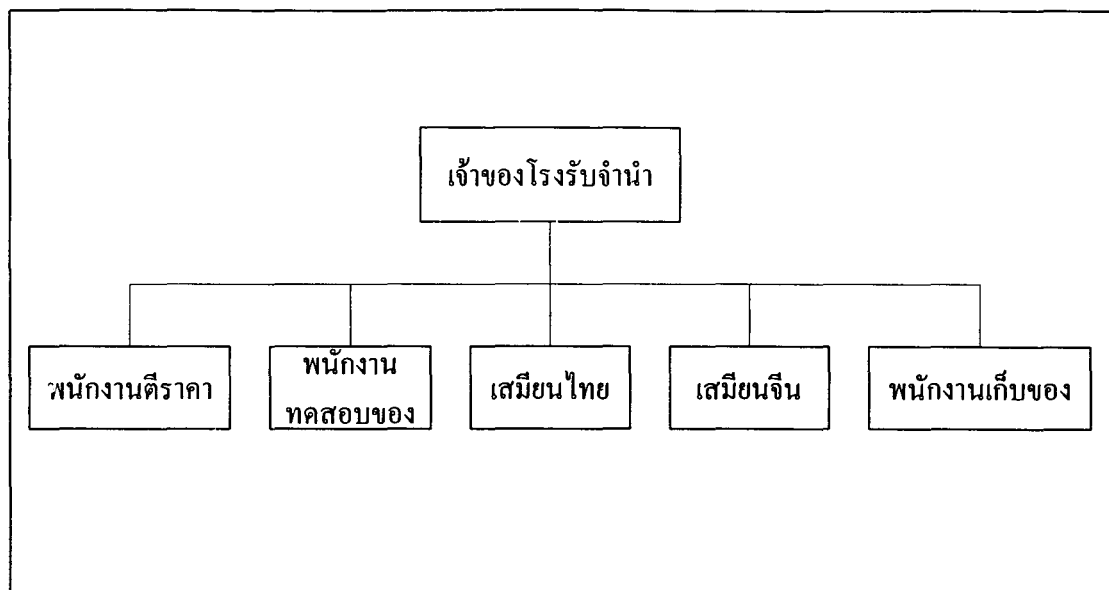 เจ้าของโรงรับจำนำ
พนักงานตีราคา
พนักงาน
ทดสอบของ
เสมียนไทย
เสมียนจีน
พนักงานเก็บของ